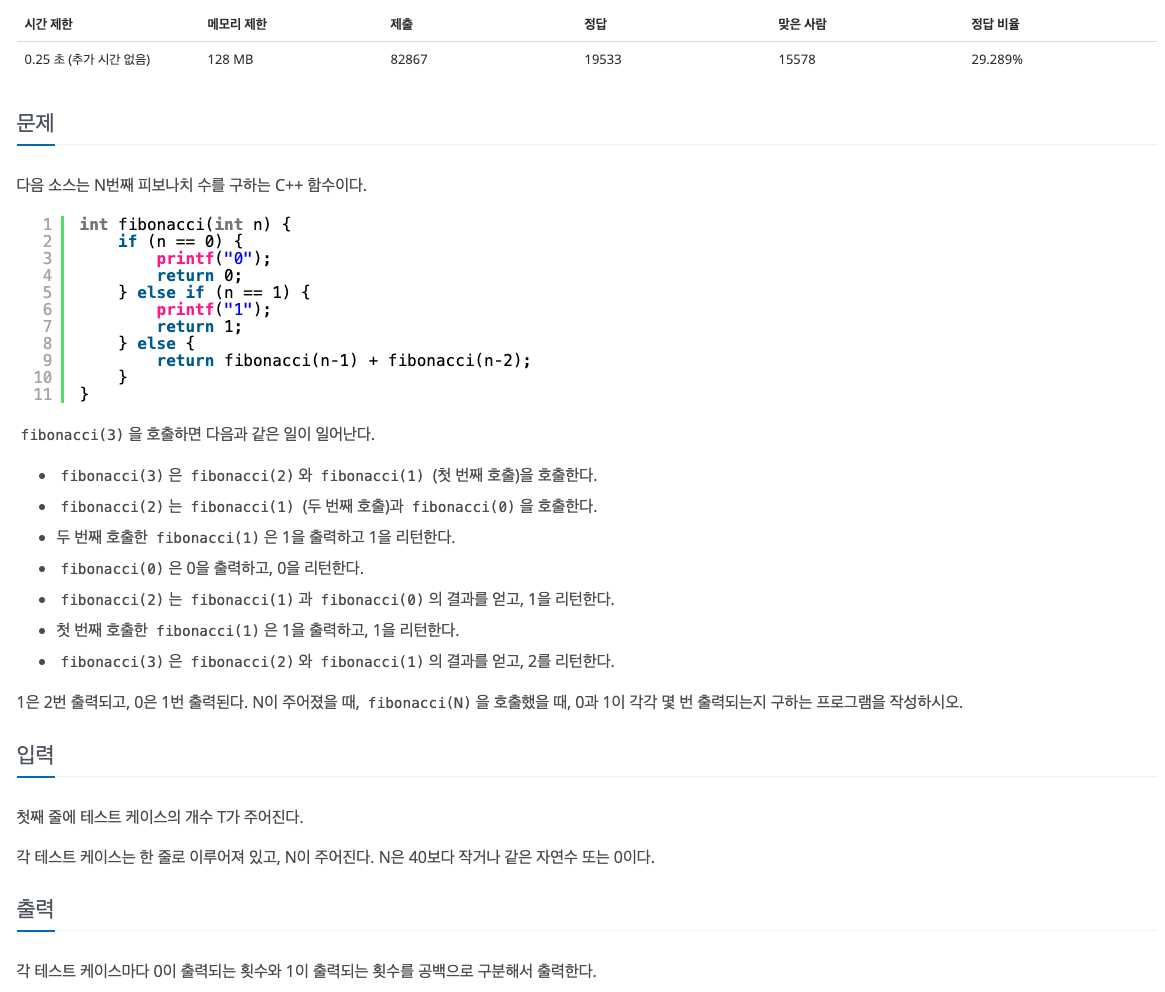 시간 제한 메모리 제한 제출 정답 맞은 사람 정답 비율
0.25 초 (추가 시간 없음) 128 MB 82867 19533 15578 29.289%
문제
다음 소스는 N번째 피보나치 수를 구하는 C++ 함수이다.
1 int fibonacci(int n) {
2     if (n == 0) {
3         printf("0");
4         return 0;
5     } else if (n == 1) {
6         printf("1");
7         return 1;
8     } else {
9         return fibonacci(n‐1) + fibonacci(n‐2);
10     }
11 }
fibonacci(3) 을 호출하면 다음과 같은 일이 일어난다.
• fibonacci(3) 은 fibonacci(2) 와 fibonacci(1) (첫 번째 호출)을 호출한다.
• fibonacci(2) 는 fibonacci(1) (두 번째 호출)과 fibonacci(0) 을 호출한다.
• 두 번째 호출한 fibonacci(1) 은 1을 출력하고 1을 리턴한다.
• fibonacci(0) 은 0을 출력하고, 0을 리턴한다.
• fibonacci(2) 는 fibonacci(1) 과 fibonacci(0) 의 결과를 얻고, 1을 리턴한다.
• 첫 번째 호출한 fibonacci(1) 은 1을 출력하고, 1을 리턴한다.
• fibonacci(3) 은 fibonacci(2) 와 fibonacci(1) 의 결과를 얻고, 2를 리턴한다.
1은 2번 출력되고, 0은 1번 출력된다. N이 주어졌을 때, fibonacci(N) 을 호출했을 때, 0과 1이 각각 몇 번 출력되는지 구하는 프로그램을 작성하시오.
입력
첫째 줄에 테스트 케이스의 개수 T가 주어진다.
각 테스트 케이스는 한 줄로 이루어져 있고, N이 주어진다. N은 40보다 작거나 같은 자연수 또는 0이다.
출력
각 테스트 케이스마다 0이 출력되는 횟수와 1이 출력되는 횟수를 공백으로 구분해서 출력한다.